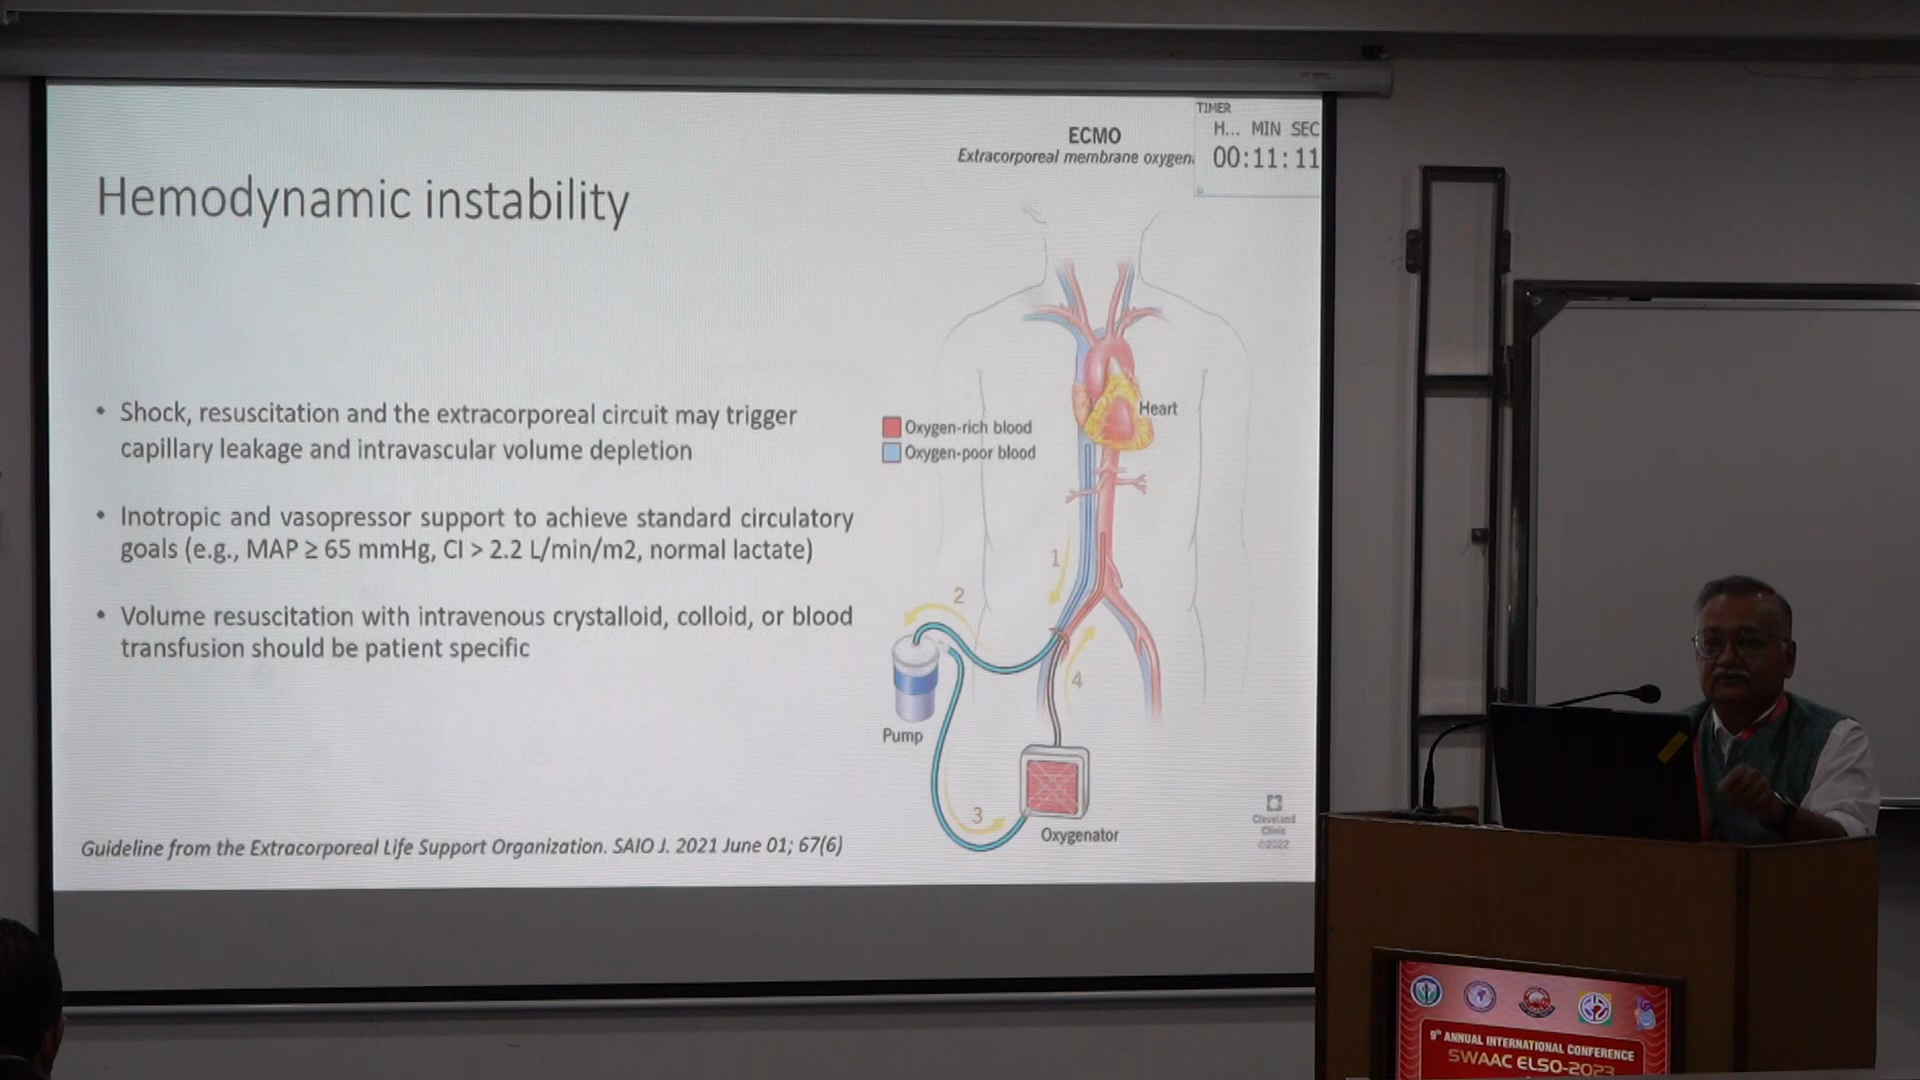 TIMER
H... MIN SEC
00:11:11
ECMO
Extracorporeal membrane oxygen
Hemodynamic instability
• Shock, resuscitation and the extracorporeal circuit may trigger
capillary leakage and intravascular volume depletion
• Inotropic and vasopressor support to achieve standard circulatory
goals (e.g., MAP ≥ 65 mmHg, CI > 2.2 L/min/m2, normal lactate)
• Volume resuscitation with intravenous crystalloid, colloid, or blood
transfusion should be patient specific
Guideline from the Extracorporeal Life Support Organization. SAIO J. 2021 June 01; 67(6)
Heart
Oxygen-rich blood
Oxygen-poor blood
1
2
4
Pump
3
Oxygenator
Cleveland
Clinic
©2022
9th ANNUAL INTERNATIONAL CONFERENCE
SWAAC ELSO-2023